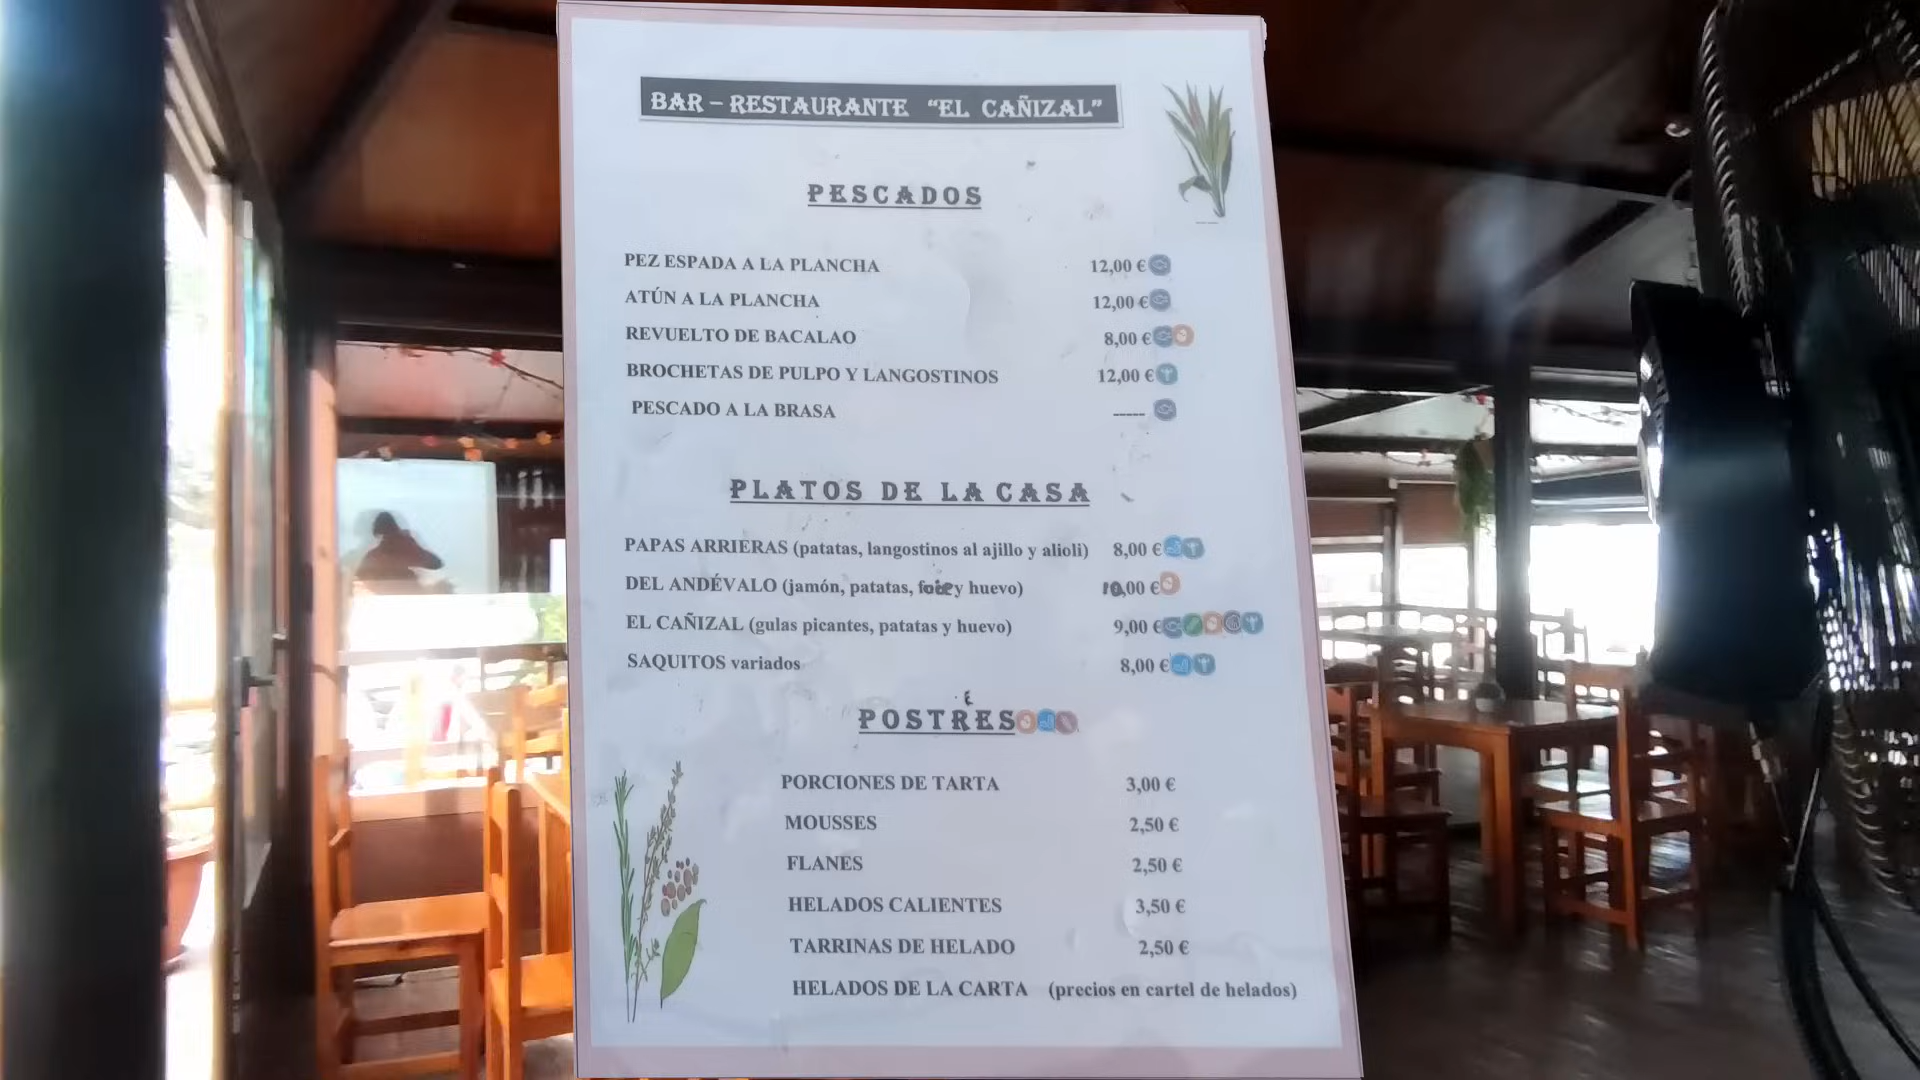 BAR – RESTAURANTE “EL CAÑIZAL”
PESCADOS
PEZ ESPADA A LA PLANCHA 12,00 €
ATÚN A LA PLANCHA 12,00 €
REVUELTO DE BACALAO 8,00 €
BROCHETAS DE PULPO Y LANGOSTINOS 12,00 €
PESCADO A LA BRASA -----
PLATOS DE LA CASA
PAPAS ARRIERAS (patatas, langostinos al ajillo y alioli) 8,00 €
DEL ANDÉVALO (jamón, patatas, foie y huevo) 10,00 €
EL CAÑIZAL (gulas picantes, patatas y huevo) 9,00 €
SAQUITOS variados 8,00 €
POSTRES
PORCIONES DE TARTA 3,00 €
MOUSSES 2,50 €
FLANES 2,50 €
HELADOS CALIENTES 3,50 €
TARRINAS DE HELADO 2,50 €
HELADOS DE LA CARTA (precios en cartel de helados)